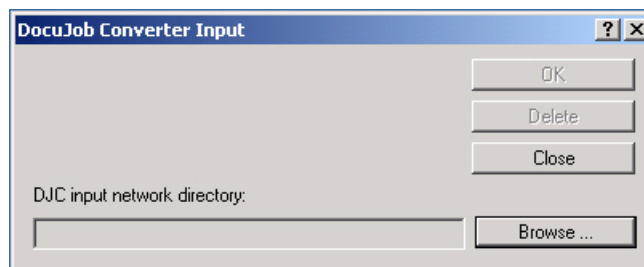 DocuJob Converter Input
OK
Delete
Close
DJC input network directory:
Browse ...